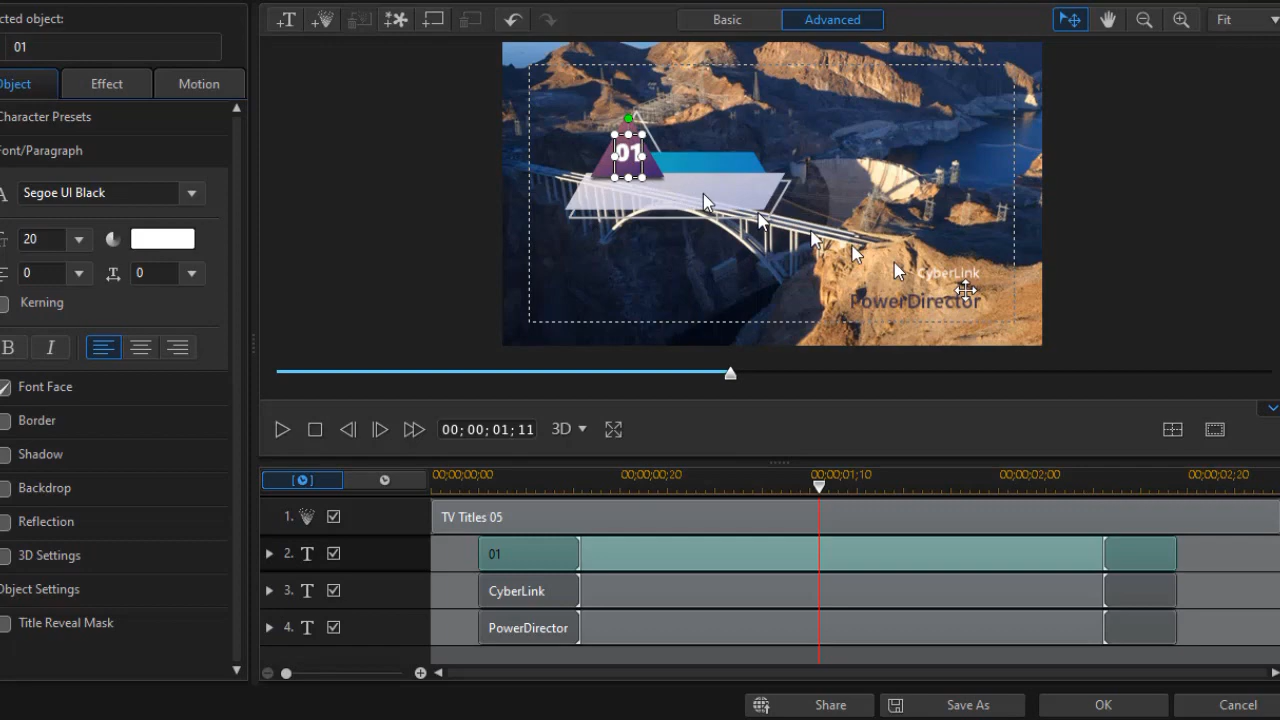 cted object:
01
Object
Effect
Motion
Character Presets
Font/Paragraph
Segoe UI Black
20
0
0
Kerning
B
I
Font Face
Border
Shadow
Backdrop
Reflection
3D Settings
Object Settings
Title Reveal Mask
Basic
Advanced
Fit
01
CyberLink
PowerDirector
00; 00; 01; 11
3D
00;00;00;00
00;00;00;20
00;00;01;10
00;00;02;00
00;00;02;20
1.
TV Titles 05
2. T
01
3. T
CyberLink
4. T
PowerDirector
Share
Save As
OK
Cancel